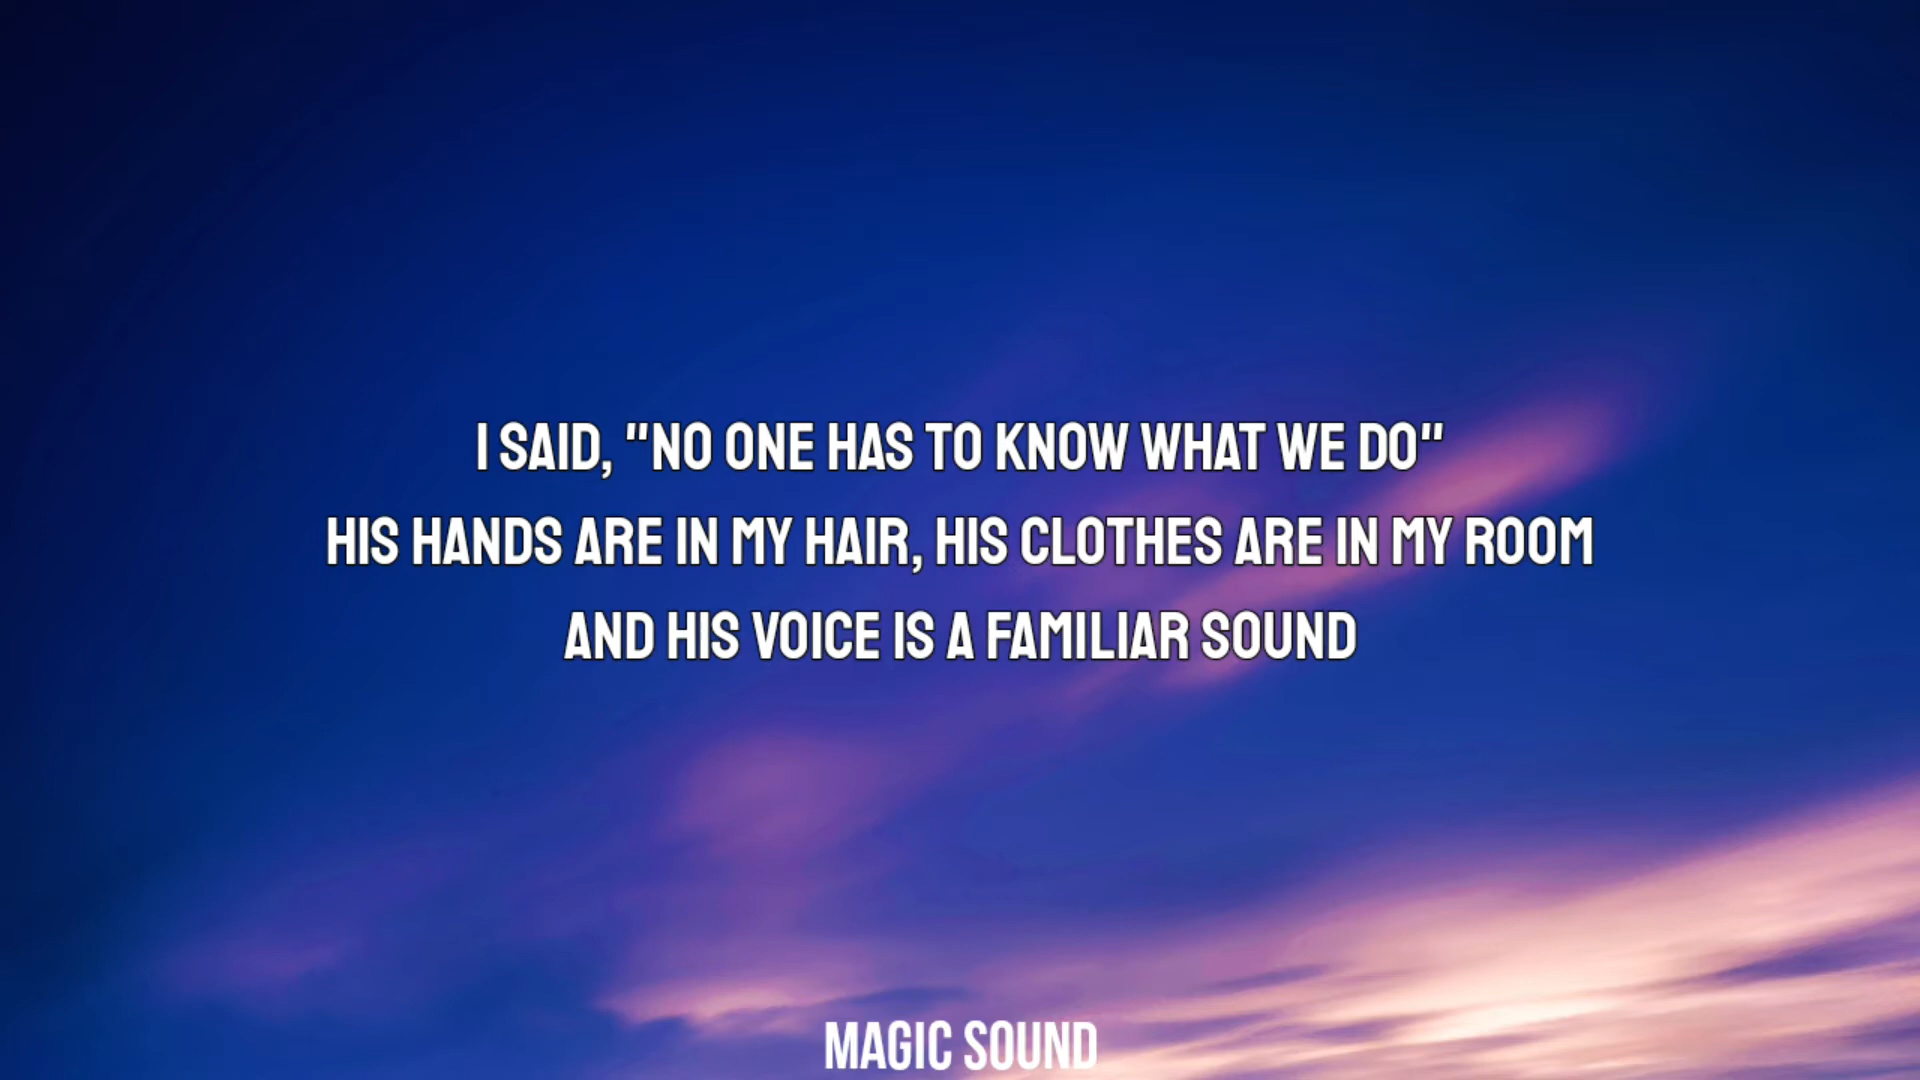 I SAID, "NO ONE HAS TO KNOW WHAT WE DO"
HIS HANDS ARE IN MY HAIR, HIS CLOTHES ARE IN MY ROOM
AND HIS VOICE IS A FAMILIAR SOUND
MAGIC SOUND